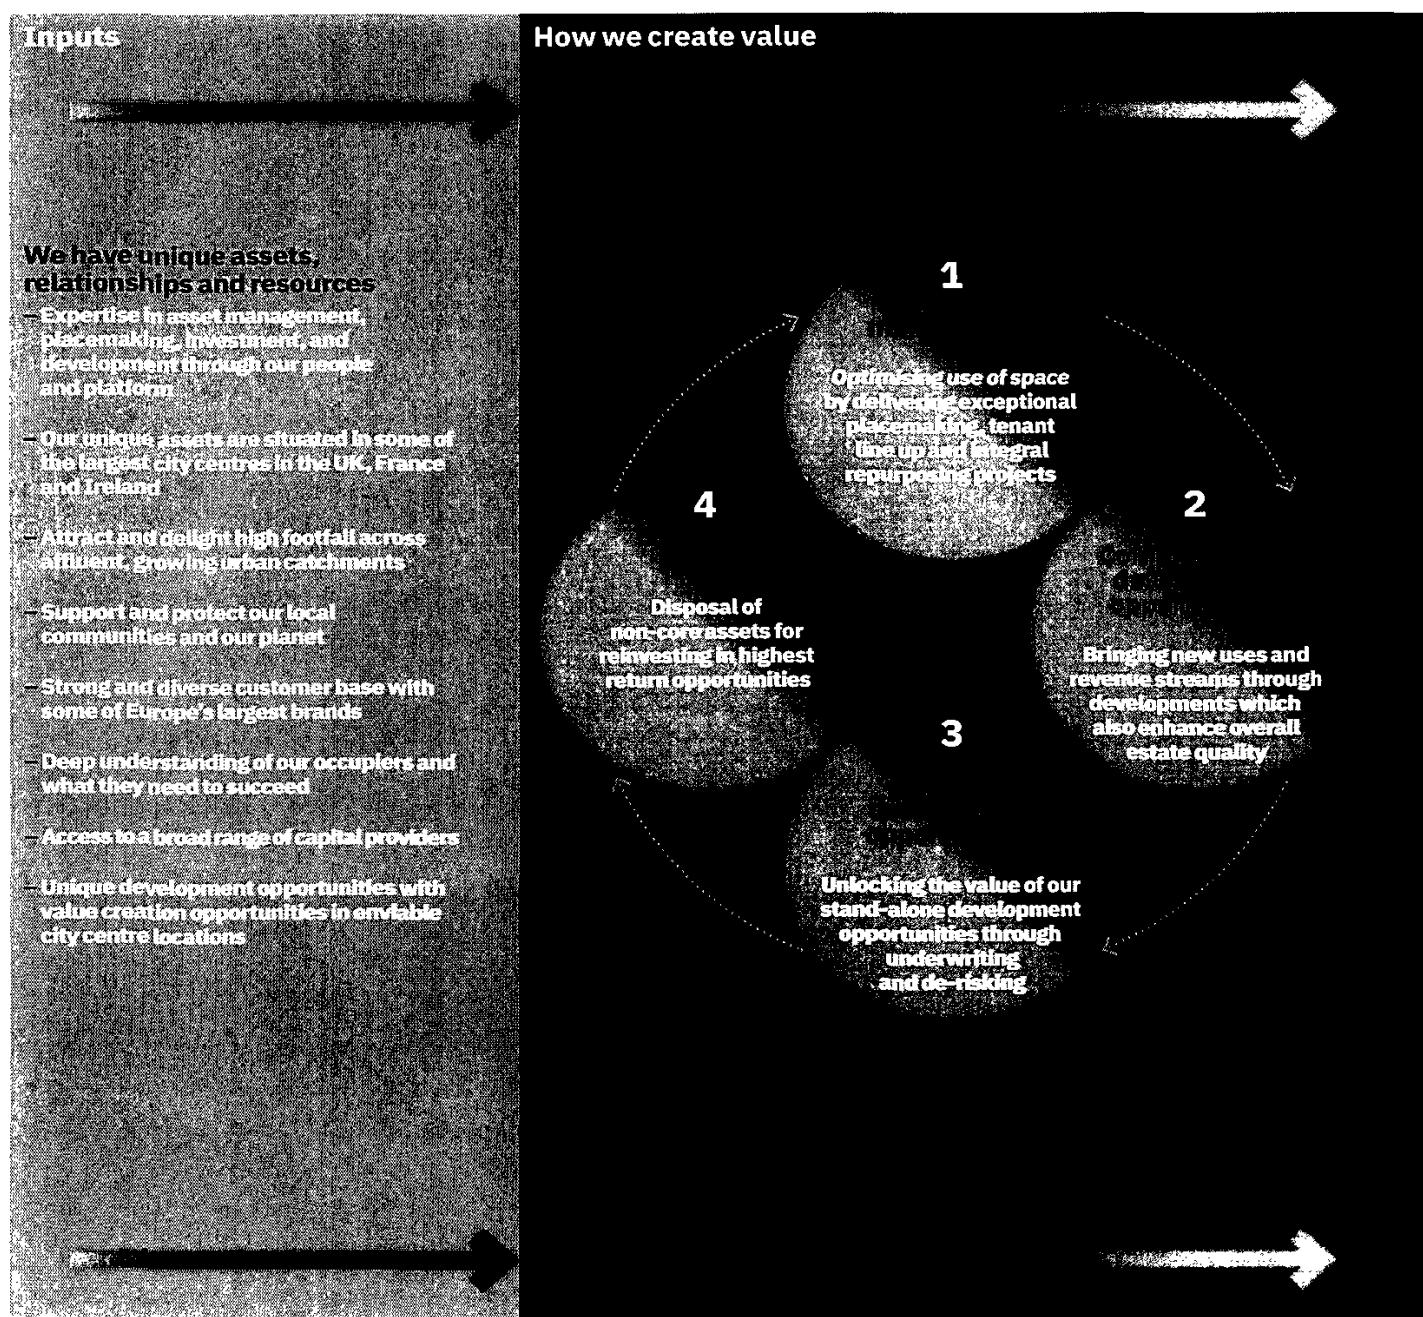 Inputs
We have unique assets,
relationships and resources
– Expertise in asset management,
placemaking, investment, and
development through our people
and platform
– Our unique assets are situated in some of
the largest city centres in the UK, France
and Ireland
– Attract and delight high footfall across
affluent, growing urban catchments
– Support and protect our local
communities and our planet
– Strong and diverse customer base with
some of Europe's largest brands
– Deep understanding of our occupiers and
what they need to succeed
– Access to a broad range of capital providers
– Unique development opportunities with
value creation opportunities in enviable
city centre locations
How we create value
1
Optimising use of space
by delivering exceptional
placemaking, tenant
line up and integral
repurposing projects
2
Bringing new uses and
revenue streams through
developments which
also enhance overall
estate quality
3
Unlocking the value of our
stand-alone development
opportunities through
underwriting
and de-risking
4
Disposal of
non-core assets for
reinvesting in highest
return opportunities